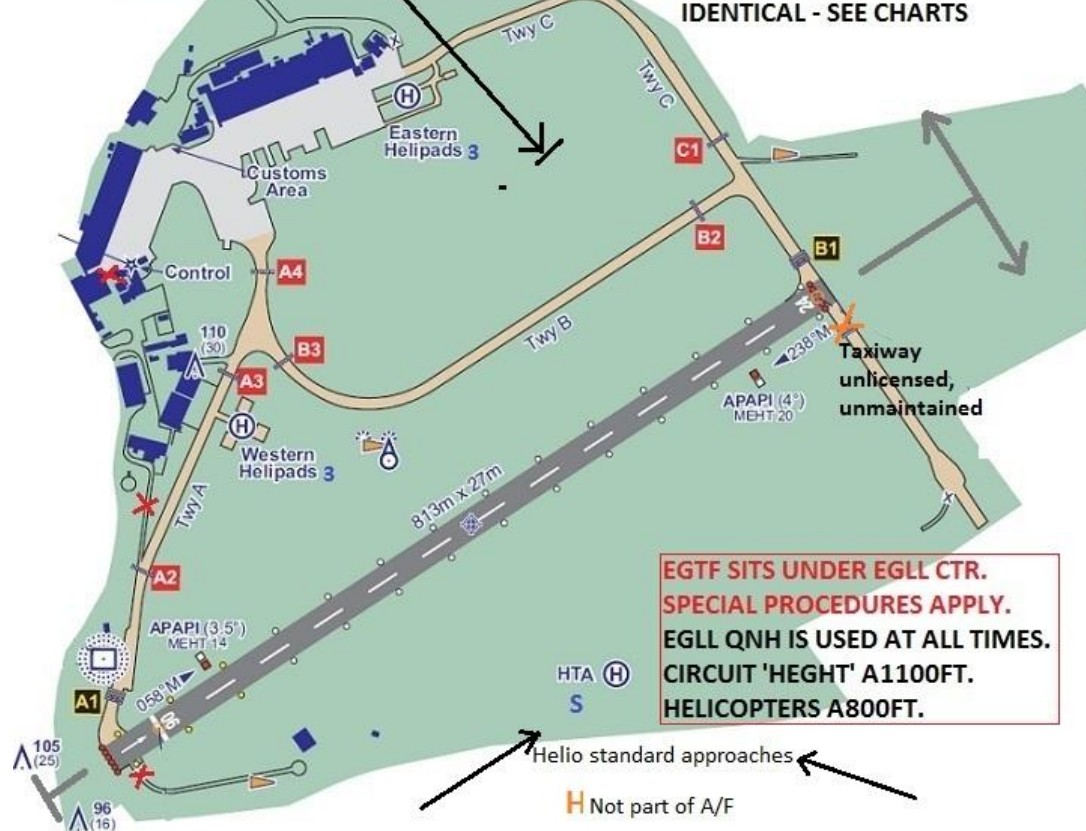 IDENTICAL - SEE CHARTS
Twy C
Twy C
H
Eastern
Helipads 3
C1
Customs
Area
B2
B1
Control
A4
24
238°M
110
(30)
B3
Twy B
Taxiway
unlicensed,
unmaintained
A3
APAPI (4°)
MEHT 20
H
Western
Helipads 3
813m x 27m
Twy A
A2
EGTF SITS UNDER EGLL CTR.
SPECIAL PROCEDURES APPLY.
EGLL QNH IS USED AT ALL TIMES.
CIRCUIT 'HEGHT' A1100FT.
HELICOPTERS A800FT.
APAPI (3.5°)
MEHT 14
HTA H
S
A1
058°M
06
105
(25)
Helio standard approaches
96
(16)
H Not part of A/F